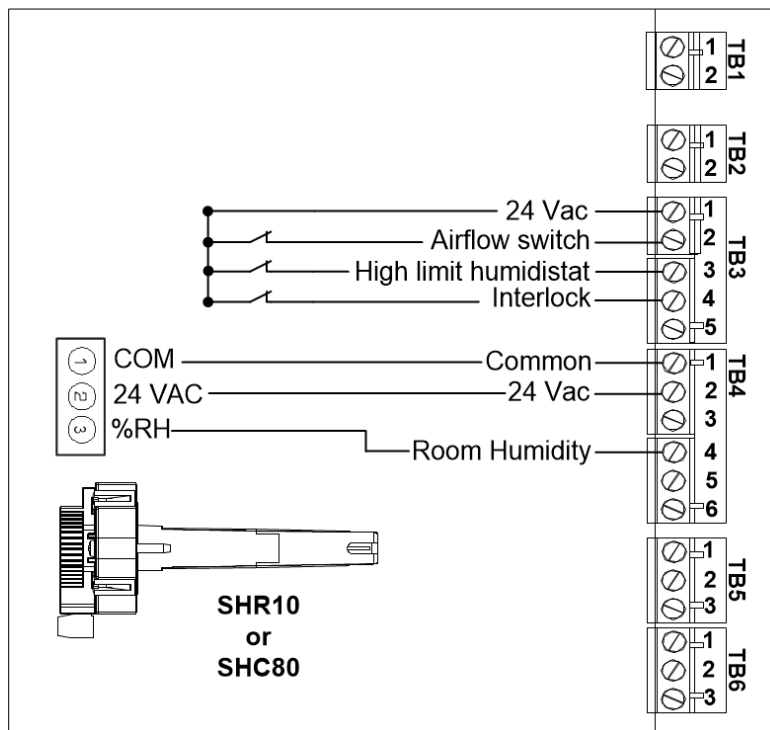 1
2
TB1
1
2
TB2
24 Vac
1
Airflow switch
2
TB3
High limit humidistat
3
Interlock
4
5
1 COM
Common
1
TB4
2 24 VAC
24 Vac
2
3
3 %RH
Room Humidity
4
5
6
SHR10
or
SHC80
1
2
3
TB5
1
2
3
TB6